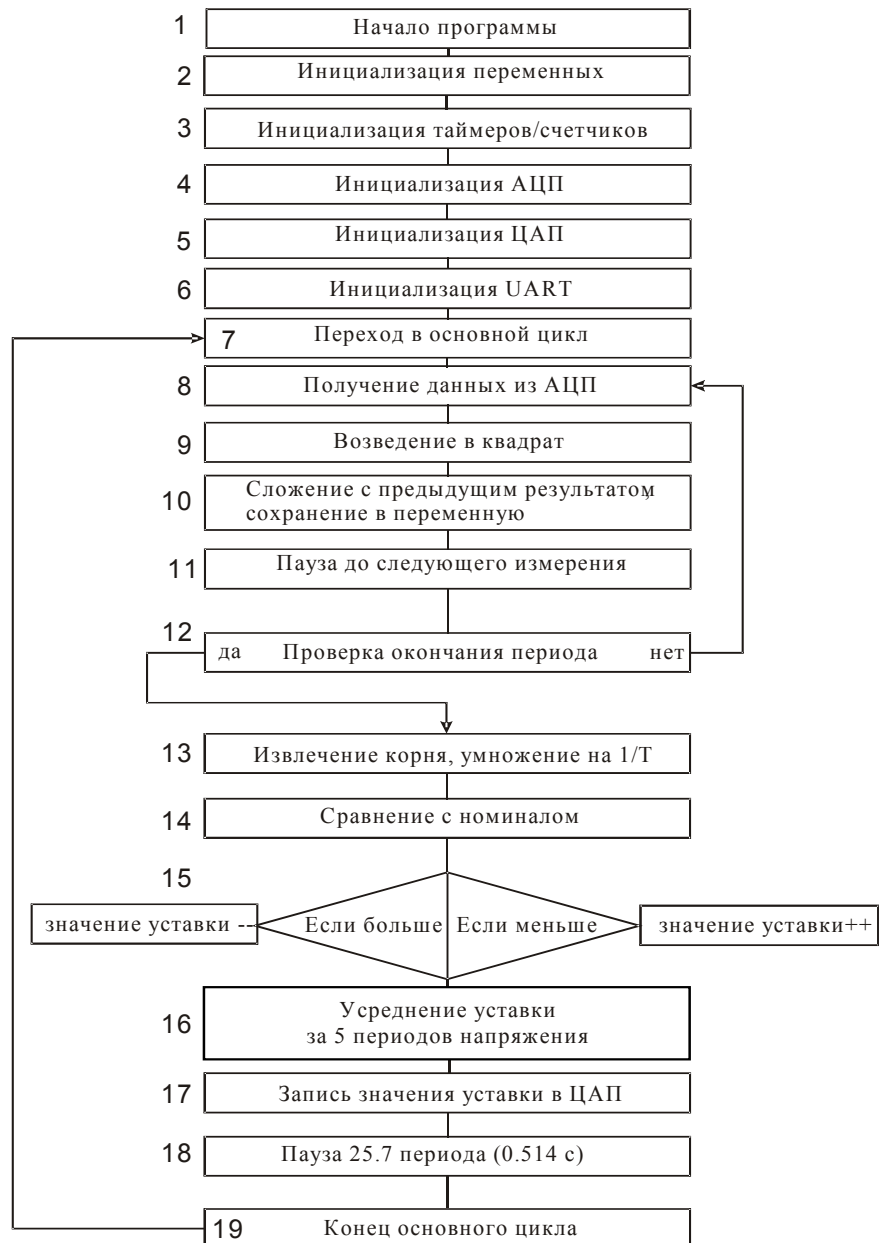 1 Начало программы
2 Инициализация переменных
3 Инициализация таймеров/счетчиков
4 Инициализация АЦП
5 Инициализация ЦАП
6 Инициализация UART
7 Переход в основной цикл
8 Получение данных из АЦП
9 Возведение в квадрат
10 Сложение с предыдущим результатом,
сохранение в переменную
11 Пауза до следующего измерения
12
да Проверка окончания периода нет
13 Извлечение корня, умножение на 1/T
14 Сравнение с номиналом
15
значение уставки -- Если больше Если меньше значение уставки++
16 Усреднение уставки
за 5 периодов напряжения
17 Запись значения уставки в ЦАП
18 Пауза 25.7 периода (0.514 с)
19 Конец основного цикла